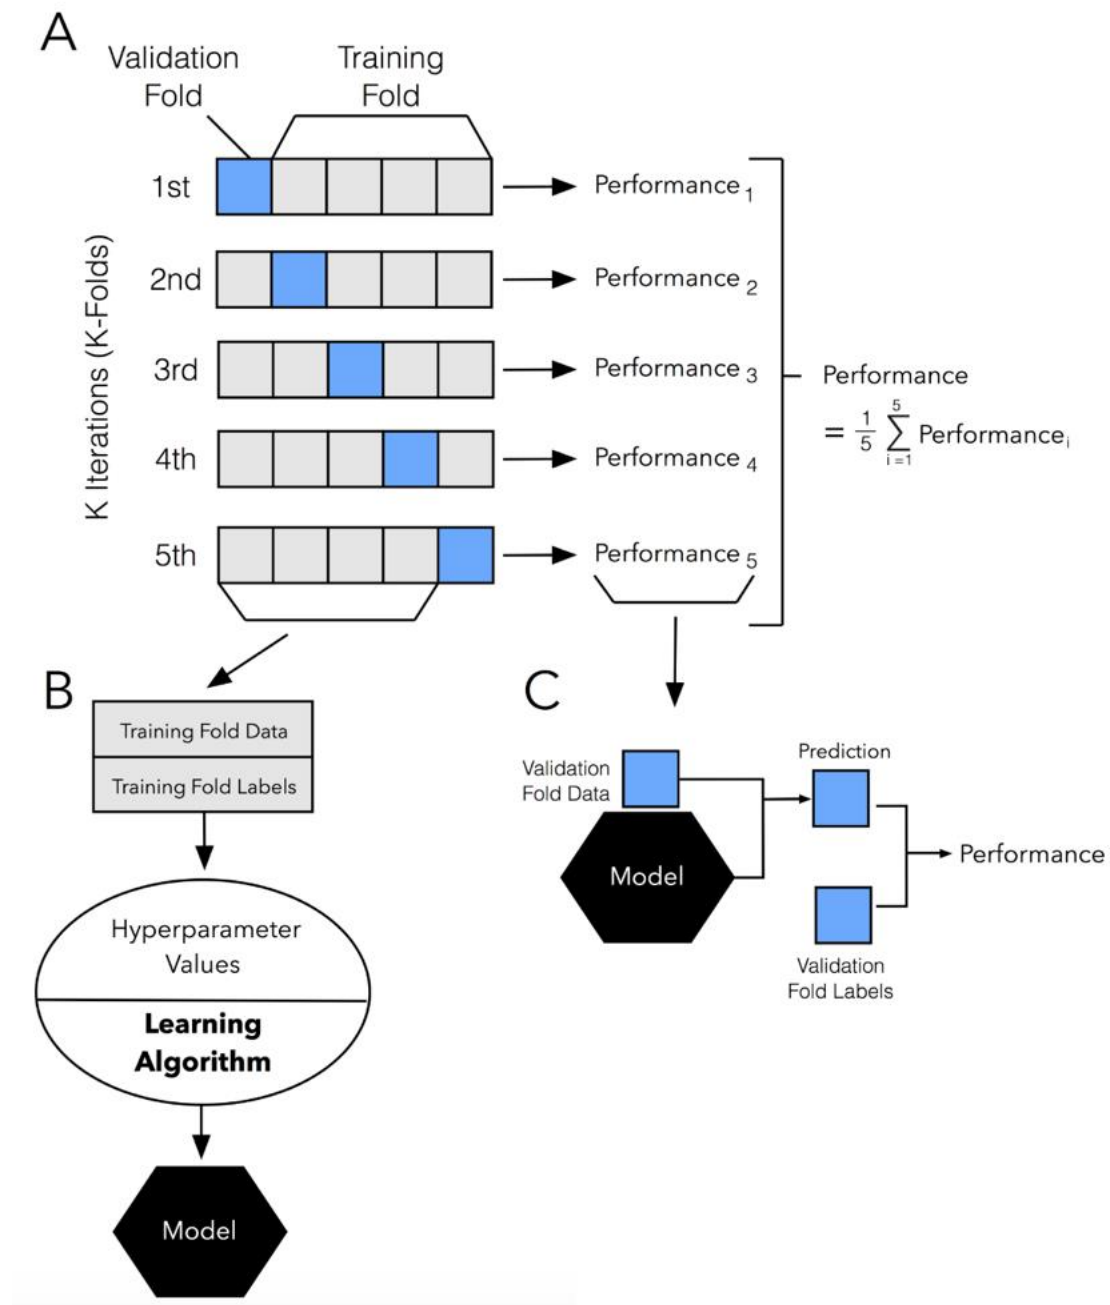 A
Validation
Fold
Training
Fold
K Iterations (K-Folds)
1st
Performance 1
2nd
Performance 2
3rd
Performance 3
4th
Performance 4
5th
Performance 5
Performance
= 1/5 5∑i=1 Performancei
B
Training Fold Data
Training Fold Labels
Hyperparameter
Values
Learning
Algorithm
Model
C
Validation
Fold Data
Model
Prediction
Validation
Fold Labels
Performance